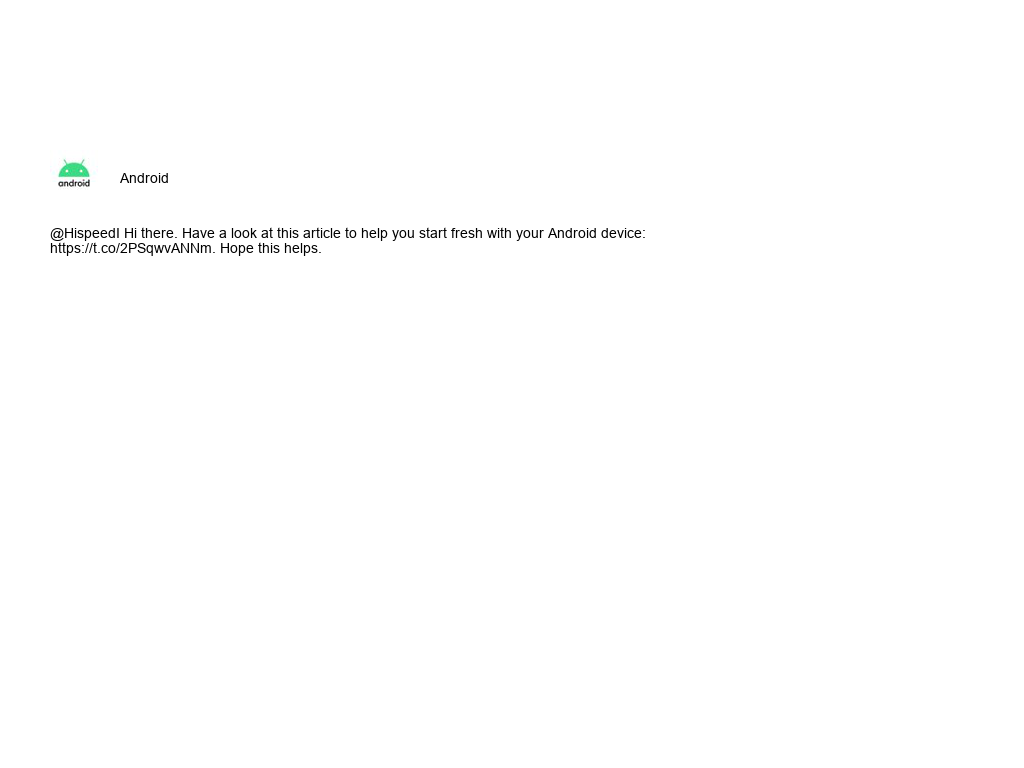 android
Android
@HispeedI Hi there. Have a look at this article to help you start fresh with your Android device:
https://t.co/2PSqwvANNm. Hope this helps.